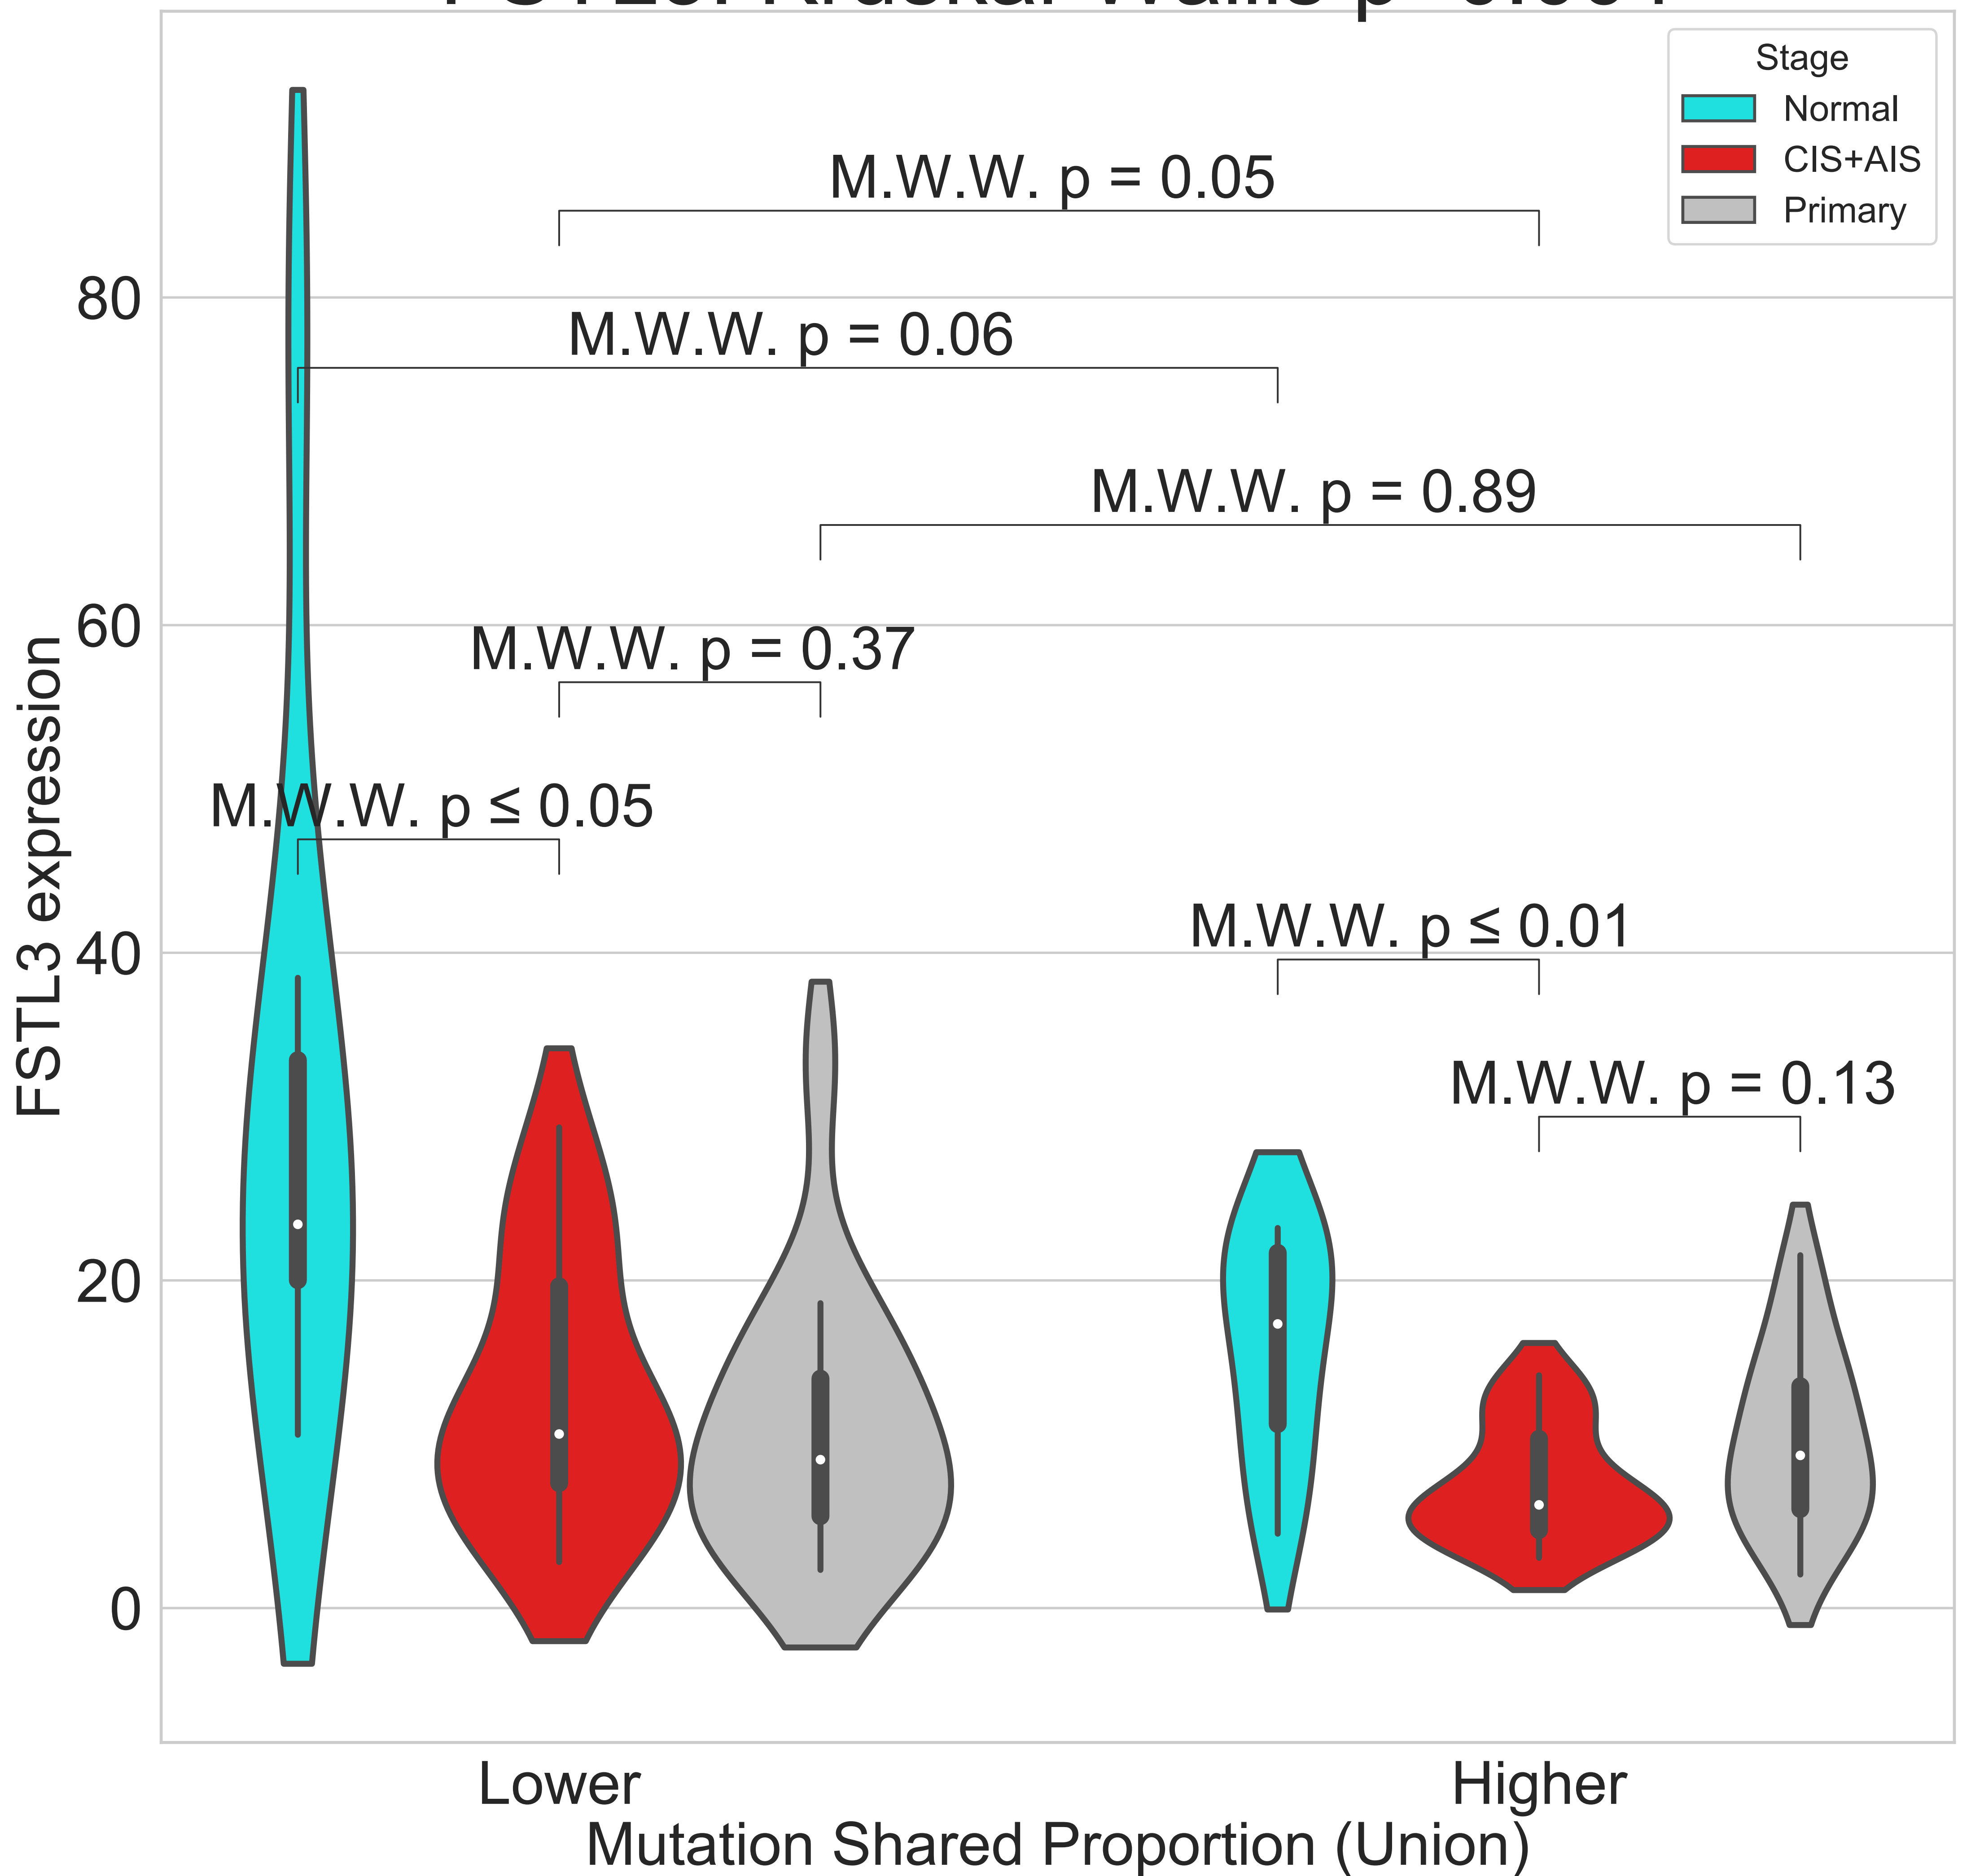 Stage
Normal
CIS+AIS
Primary
M.W.W. p = 0.05
80
M.W.W. p = 0.06
M.W.W. p = 0.89
60
M.W.W. p = 0.37
M.W.W. p ≤ 0.05
FSTL3 expression
40
M.W.W. p ≤ 0.01
M.W.W. p = 0.13
20
0
Lower
Higher
Mutation Shared Proportion (Union)